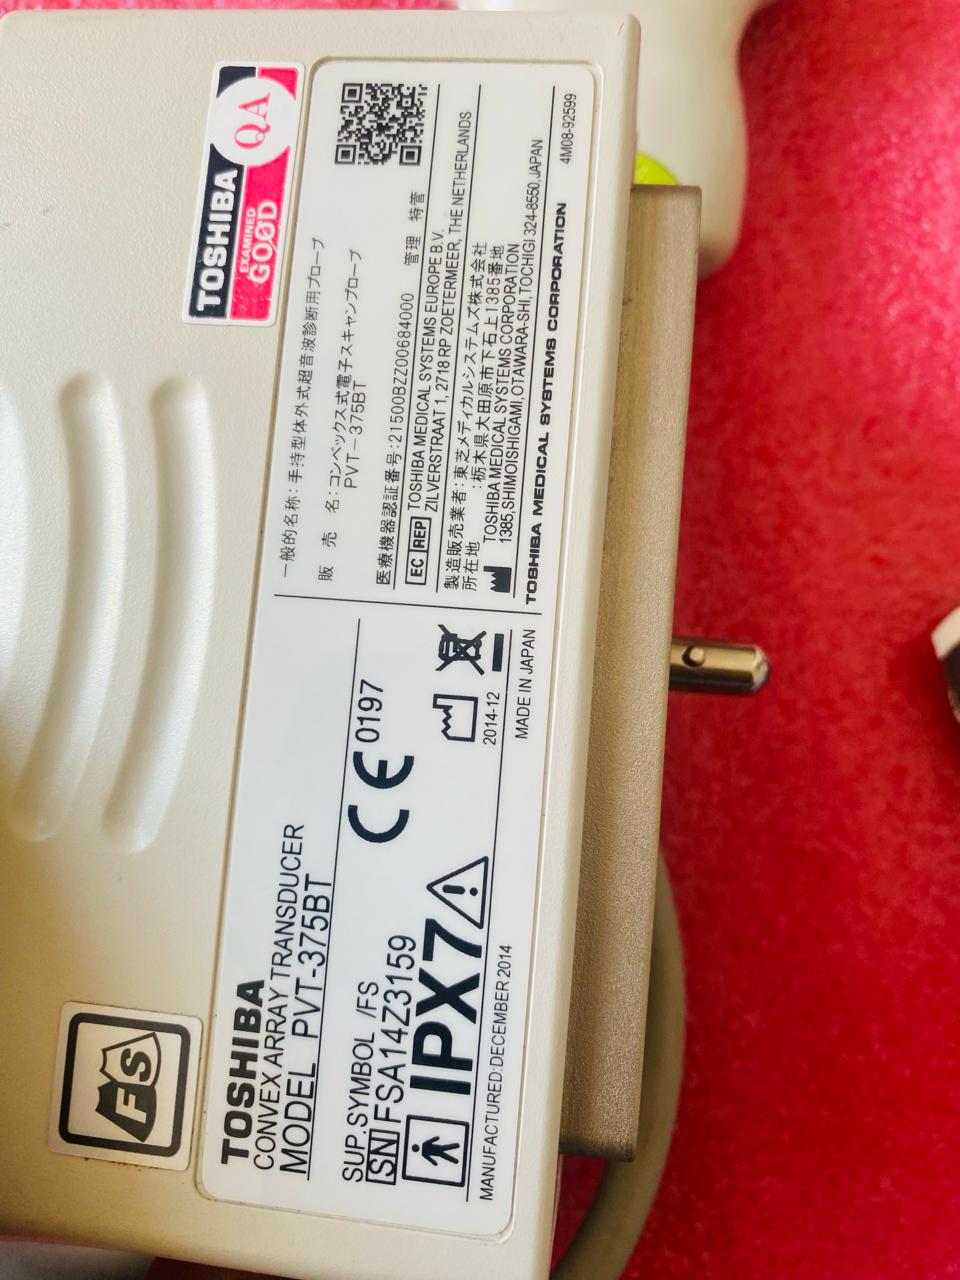 TOSHIBA
CONVEX ARRAY TRANSDUCER
MODEL PVT-375BT
SUP.SYMBOL /FS
SN FSA14Z3159
IPX7
CE 0197
MANUFACTURED:DECEMBER 2014
2014-12
MADE IN JAPAN
一般的名称:手持型体外式超音波診断用プローブ
販 売 名:コンベックス式電子スキャンプローブ
PVT-375BT
医療機器認証番号:21500BZZ00684000 管理 特管
EC REP TOSHIBA MEDICAL SYSTEMS EUROPE B.V.
ZILVERSTRAAT 1, 2718 RP ZOETERMEER, THE NETHERLANDS
製造販売業者:東芝メディカルシステムズ株式会社
所在地 :栃木県大田原市下石上1385番地
TOSHIBA MEDICAL SYSTEMS CORPORATION
1385,SHIMOISHIGAMI,OTAWARA-SHI,TOCHIGI 324-8550,JAPAN
TOSHIBA MEDICAL SYSTEMS CORPORATION 4M08-92599
TOSHIBA QA
EXAMINED
GOOD
FS